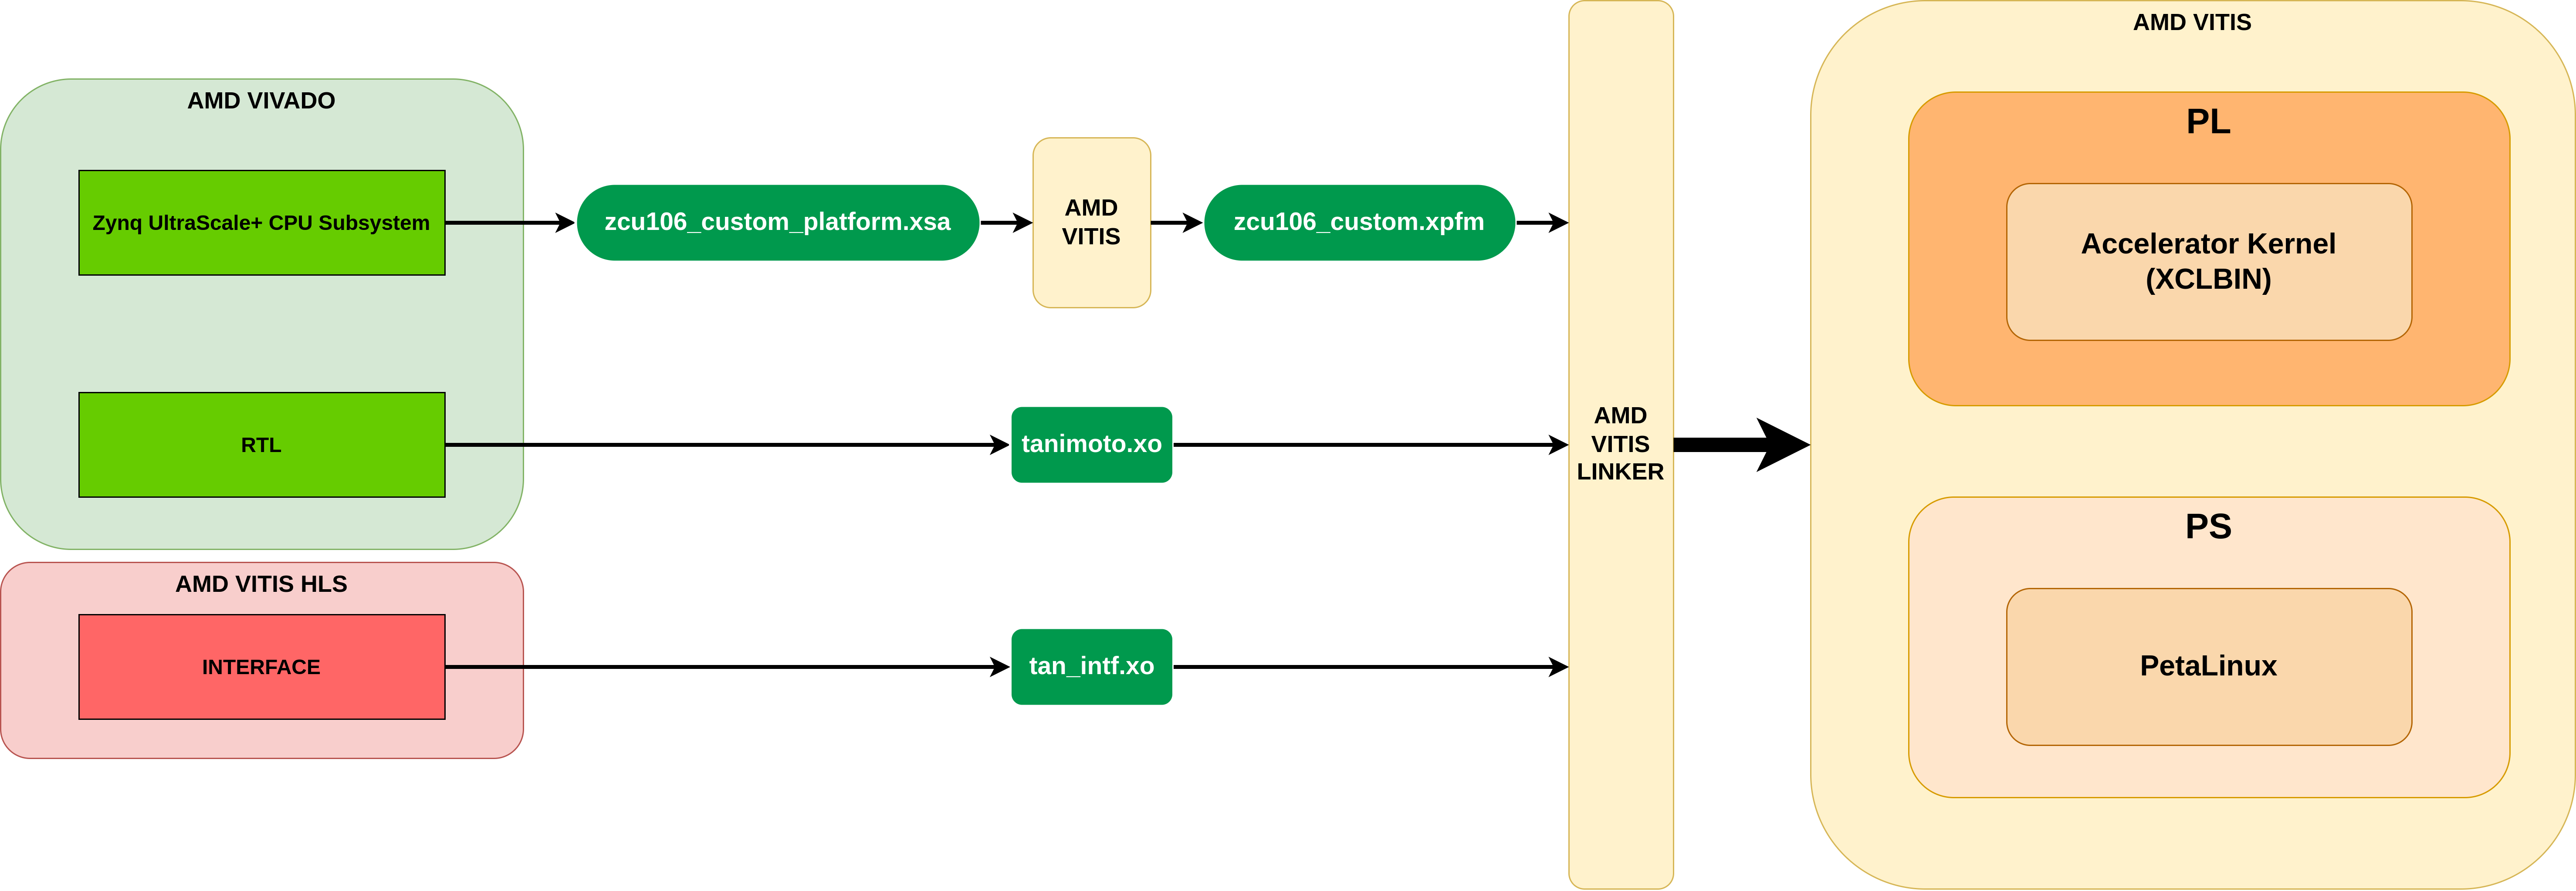 AMD VIVADO
Zynq UltraScale+ CPU Subsystem
RTL
AMD VITIS HLS
INTERFACE
zcu106_custom_platform.xsa
AMD
VITIS
zcu106_custom.xpfm
tanimoto.xo
tan_intf.xo
AMD
VITIS
LINKER
AMD VITIS
PL
Accelerator Kernel
(XCLBIN)
PS
PetaLinux